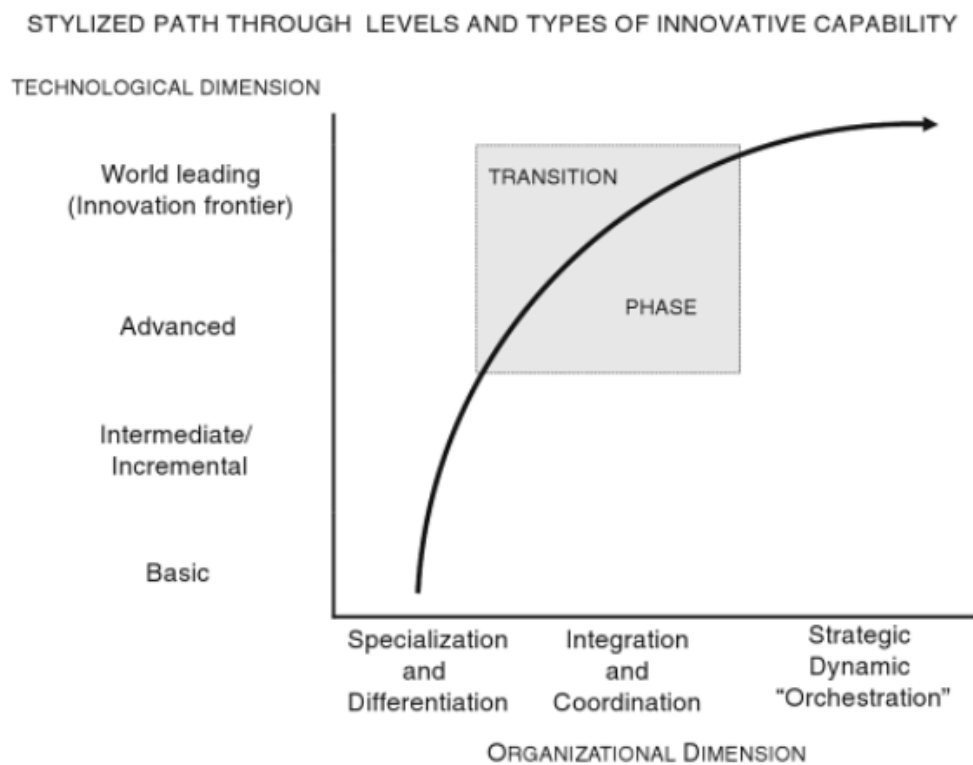 STYLIZED PATH THROUGH LEVELS AND TYPES OF INNOVATIVE CAPABILITY
TECHNOLOGICAL DIMENSION
World leading
(Innovation frontier)
TRANSITION
PHASE
Advanced
Intermediate/
Incremental
Basic
Specialization
and
Differentiation
Integration
and
Coordination
Strategic
Dynamic
“Orchestration”
ORGANIZATIONAL DIMENSION